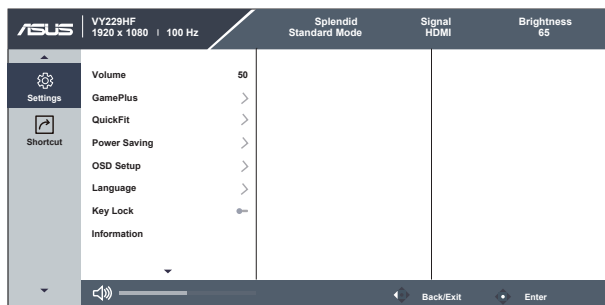 ASUS
VY229HF
1920 x 1080 | 100 Hz
Splendid
Standard Mode
Signal
HDMI
Brightness
65
Settings
Shortcut
Volume 50
GamePlus
QuickFit
Power Saving
OSD Setup
Language
Key Lock
Information
Back/Exit
Enter